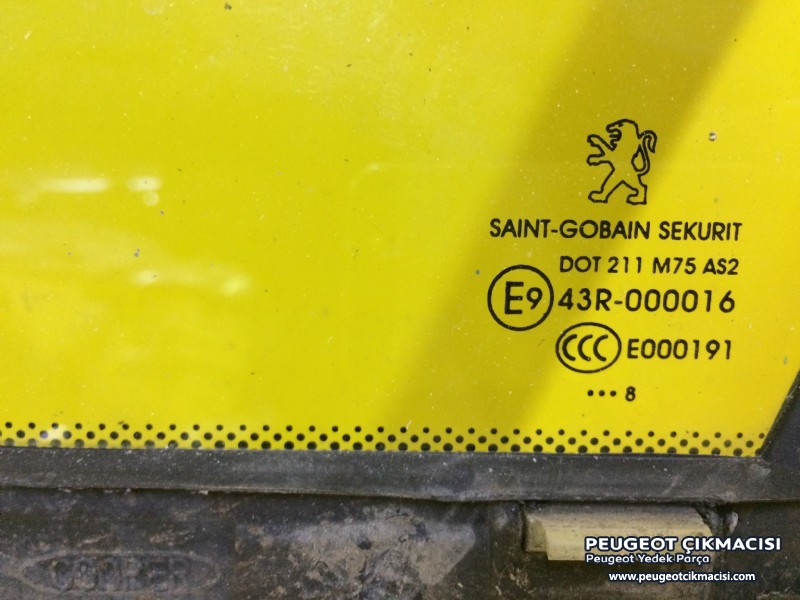 SAINT-GOBAIN SEKURIT
DOT 211 M75 AS2
E9 43R-000016
CCC E000191
••• 8
PEUGEOT ÇIKMACISI
Peugeot Yedek Parça
www.peugeotcikmacisi.com